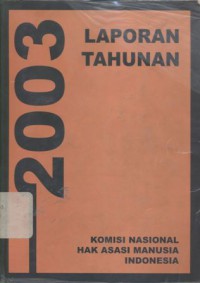 2003
LAPORAN
TAHUNAN
KOMISI NASIONAL
HAK ASASI MANUSIA
INDONESIA